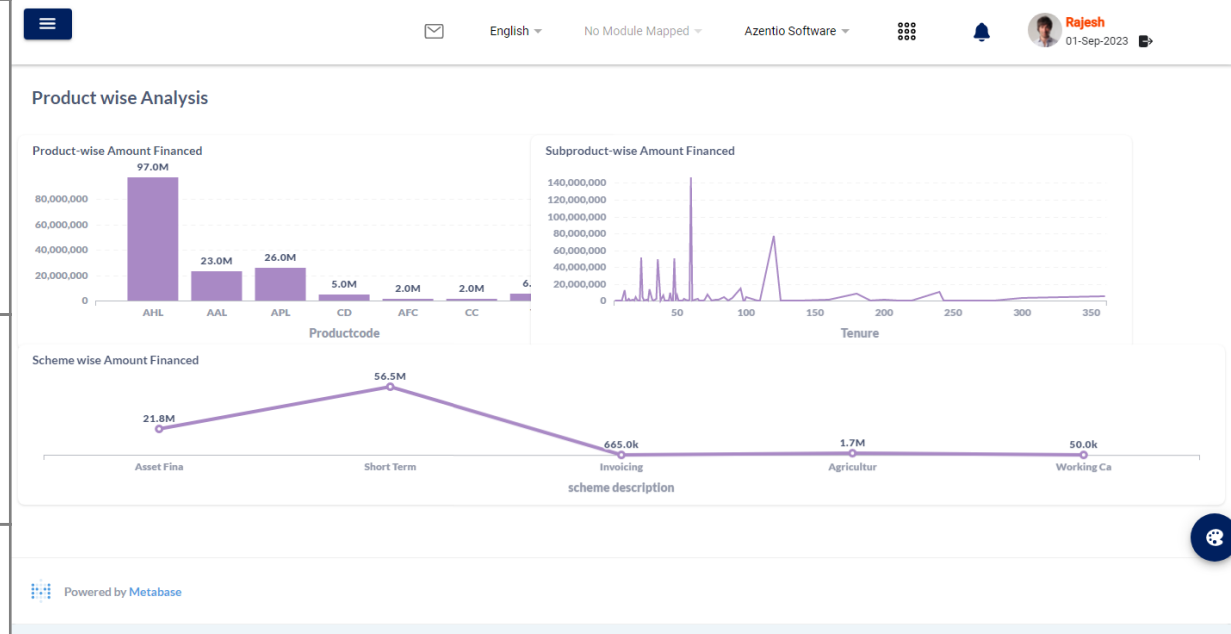 English
No Module Mapped
Azentio Software
Rajesh
01-Sep-2023
Product wise Analysis
Product-wise Amount Financed
97.0M
23.0M
26.0M
5.0M
2.0M
2.0M
6.
80,000,000
60,000,000
40,000,000
20,000,000
0
AHL
AAL
APL
CD
AFC
CC
Productcode
Subproduct-wise Amount Financed
140,000,000
120,000,000
100,000,000
80,000,000
60,000,000
40,000,000
20,000,000
0
50
100
150
200
250
300
350
Tenure
Scheme wise Amount Financed
21.8M
56.5M
665.0k
1.7M
50.0k
Asset Fina
Short Term
Invoicing
Agricultur
Working Ca
scheme description
Powered by Metabase